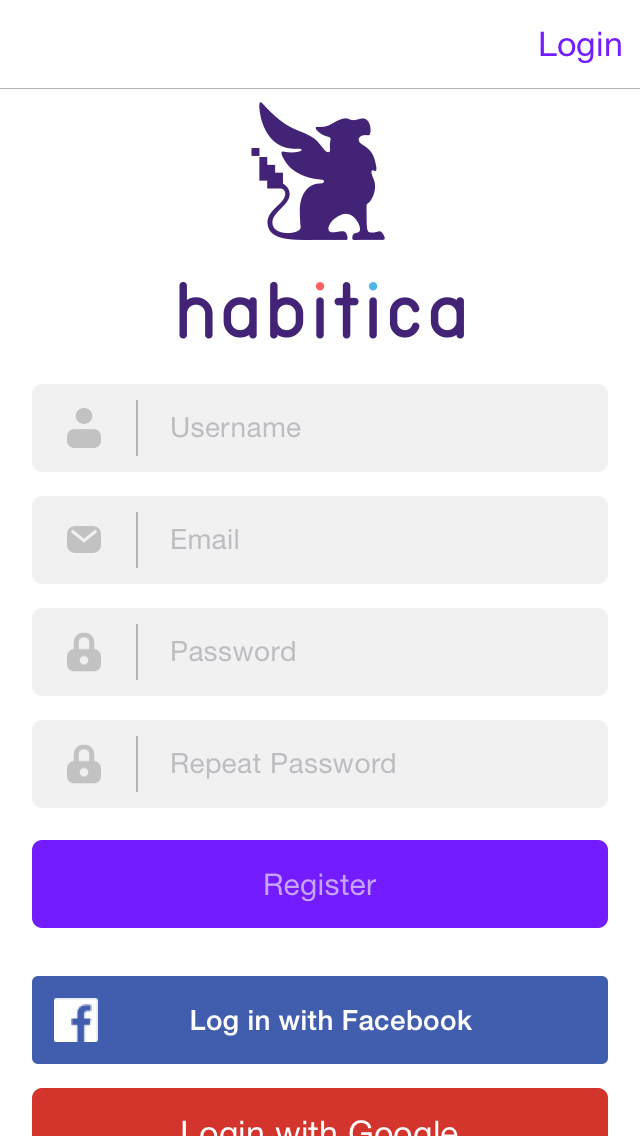 Login
habitica
Username
Email
Password
Repeat Password
Register
Log in with Facebook
Login with Google